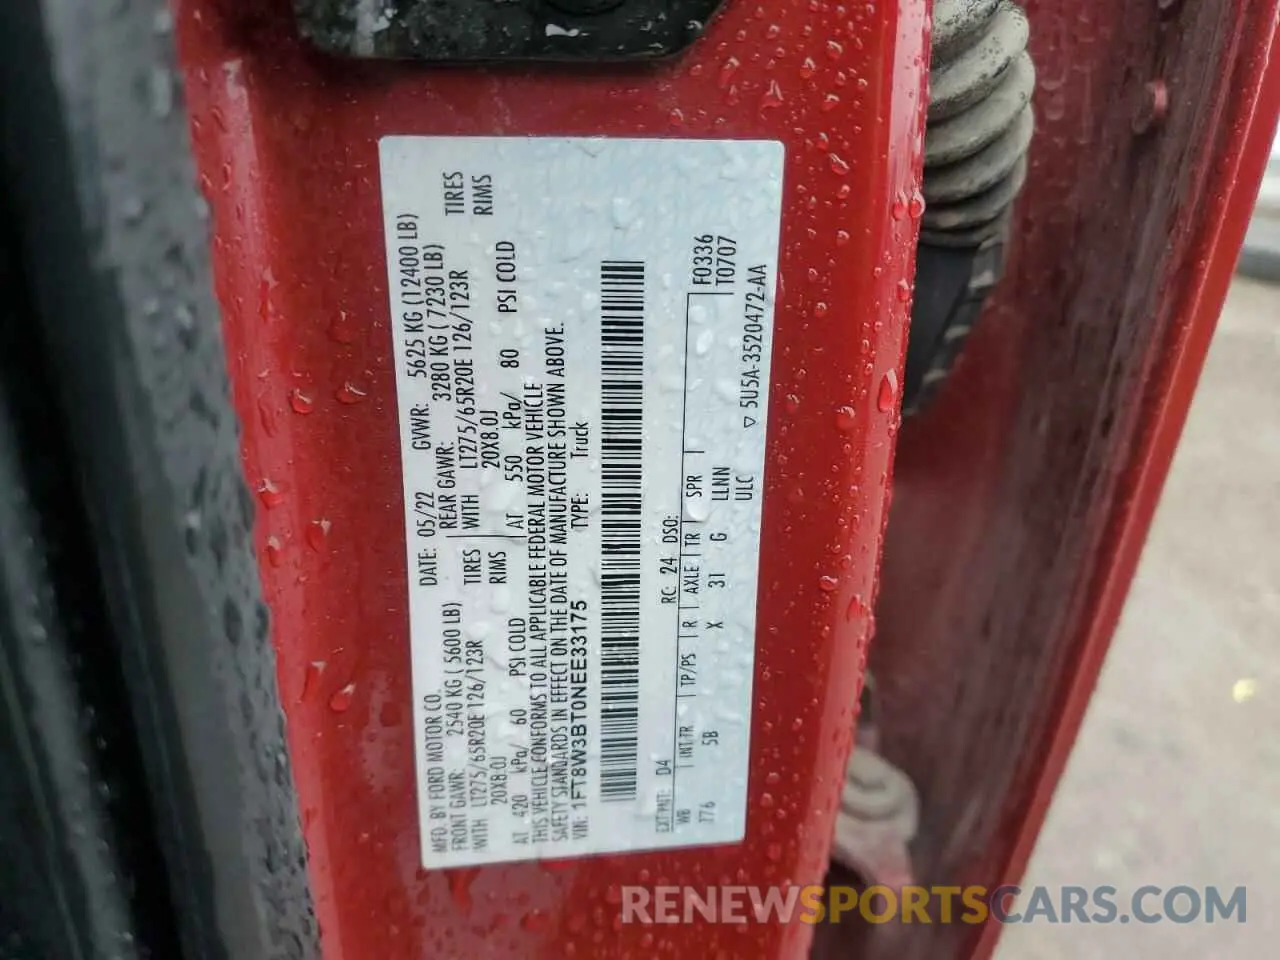 MFD. BY FORD MOTOR CO.
DATE: 05/22 GVWR: 5625 KG (12400 LB)
FRONT GAWR: 2540 KG ( 5600 LB) REAR GAWR: 3280 KG ( 7230 LB)
WITH LT275/65R20E 126/123R TIRES WITH LT275/65R20E 126/123R TIRES
20X8.0J RIMS 20X8.0J RIMS
AT 420 kPa/ 60 PSI COLD AT 550 kPa/ 80 PSI COLD
THIS VEHICLE CONFORMS TO ALL APPLICABLE FEDERAL MOTOR VEHICLE
SAFETY STANDARDS IN EFFECT ON THE DATE OF MANUFACTURE SHOWN ABOVE.
VIN: 1FT8W3BT0NEE33175 TYPE: Truck
EXT PNT: D4 RC: 24 DSO: F0336
WB INT TR TP/PS R AXLE TR SPR T0707
176 5B X 31 G LLNN
ULC ▽ 5U5A-3520472-AA
RENEWSPORTSCARS.COM